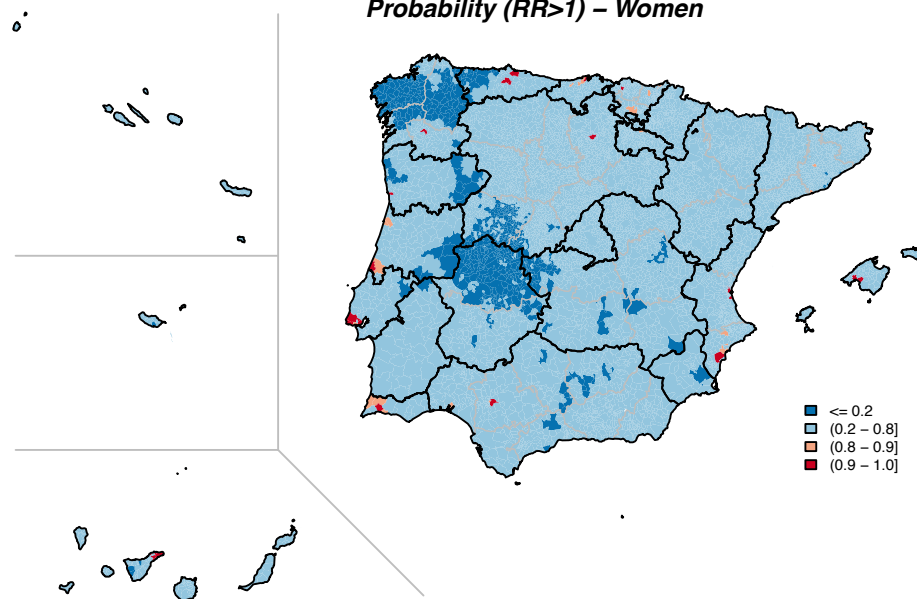 Probability (RR>1) – Women
<= 0.2
(0.2 – 0.8]
(0.8 – 0.9]
(0.9 – 1.0]